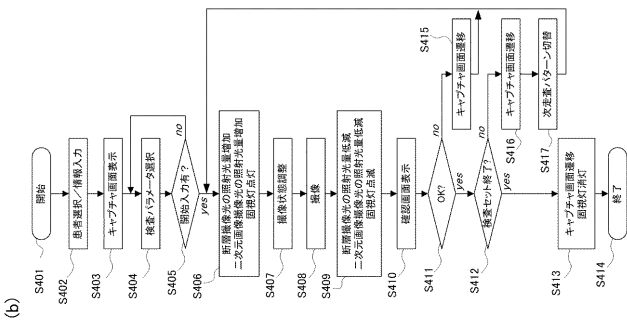 (b)
S401
開始
S402
患者選択／情報入力
S403
キャプチャ画面表示
S404
検査パラメータ選択
S405
開始入力有？
no
yes
S406
断層撮像光の照射光量増加
二次元画像撮像光の照射光量増加
固視灯点灯
S407
撮像状態調整
S408
撮像
S409
断層撮像光の照射光量低減
二次元画像撮像光の照射光量低減
固視灯点滅
S410
確認画面表示
S411
OK?
no
yes
S415
キャプチャ画面遷移
S412
検査セット終了？
no
yes
S416
キャプチャ画面遷移
S417
次走査パターン切替
S413
キャプチャ画面遷移
固視灯消灯
S414
終了